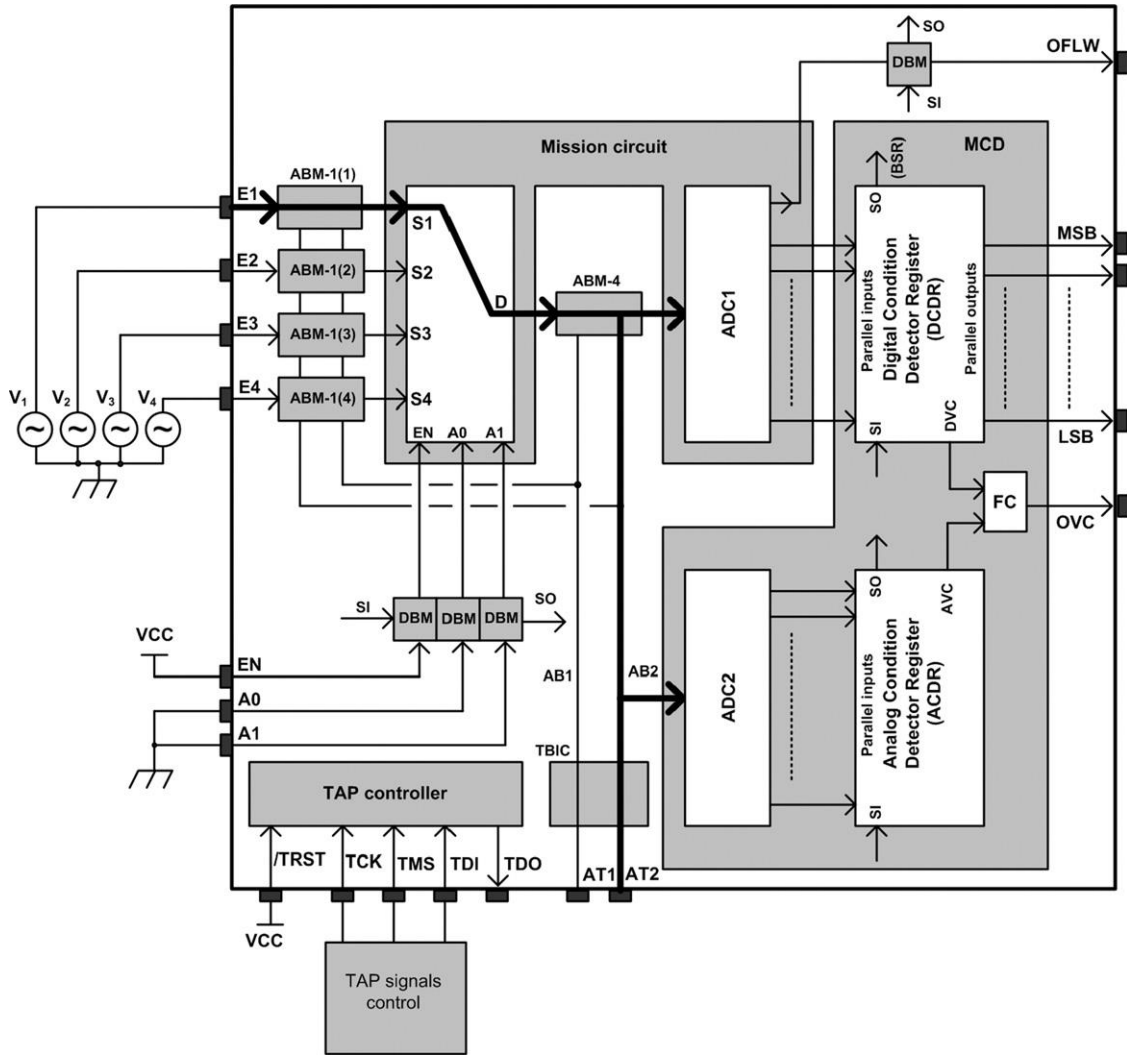 SO
OFLW
DBM
SI
Mission circuit
MCD
ABM-1(1)
E1
S1
(BSR)
SO
MSB
E2
ABM-1(2)
S2
ABM-4
D
E3
ABM-1(3)
S3
ADC1
Parallel inputs
Digital Condition
Detector Register
(DCDR)
Parallel outputs
E4
ABM-1(4)
S4
V1
V2
V3
V4
EN
A0
A1
SI
DVC
LSB
FC
OVC
SO
AVC
SI
DBM
DBM
DBM
SO
VCC
EN
A0
A1
AB1
AB2
ADC2
Parallel inputs
Analog Condition
Detector Register
(ACDR)
SI
TBIC
TAP controller
/TRST
TCK
TMS
TDI
TDO
AT1
AT2
VCC
TAP signals
control